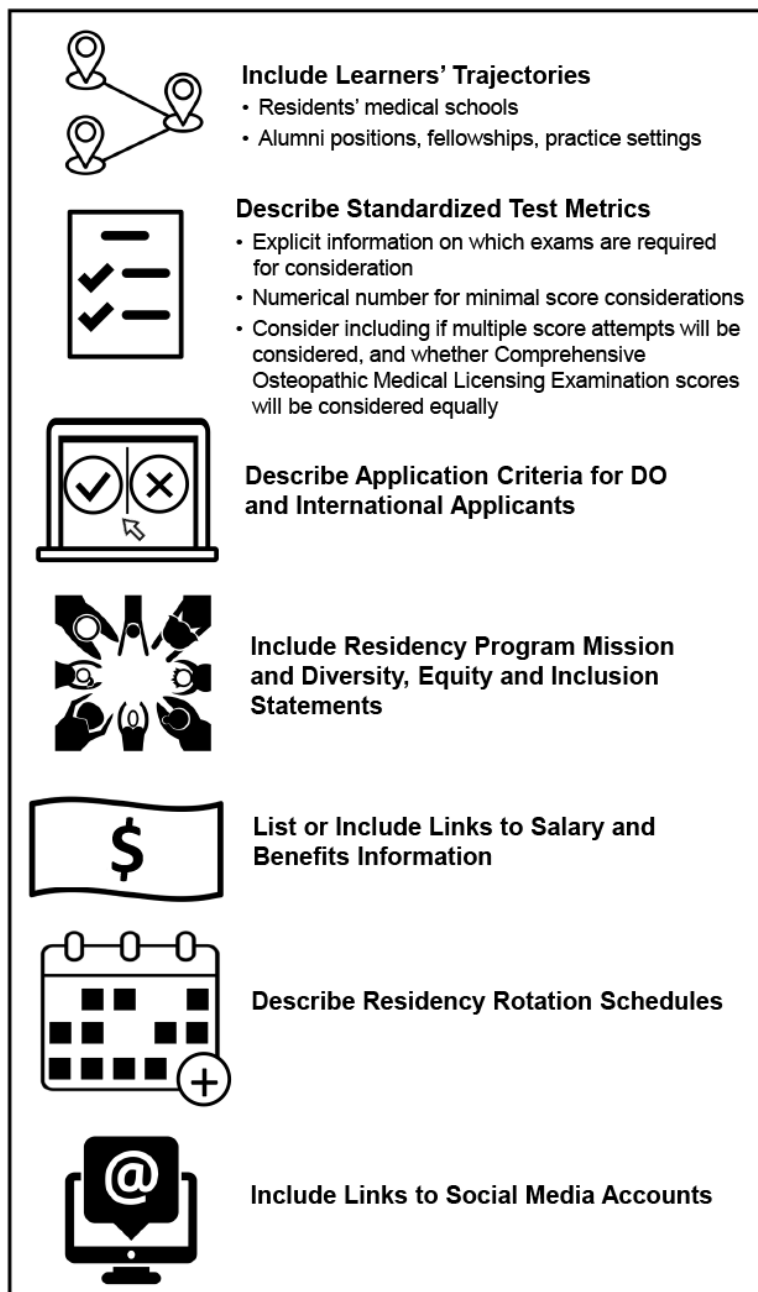 Include Learners' Trajectories
• Residents' medical schools
• Alumni positions, fellowships, practice settings
Describe Standardized Test Metrics
• Explicit information on which exams are required
for consideration
• Numerical number for minimal score considerations
• Consider including if multiple score attempts will be
considered, and whether Comprehensive
Osteopathic Medical Licensing Examination scores
will be considered equally
Describe Application Criteria for DO
and International Applicants
Include Residency Program Mission
and Diversity, Equity and Inclusion
Statements
$
List or Include Links to Salary and
Benefits Information
Describe Residency Rotation Schedules
+
@
Include Links to Social Media Accounts